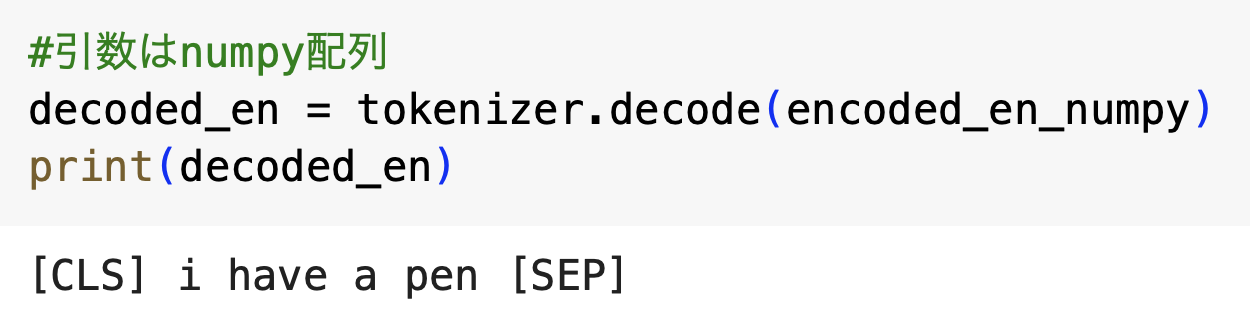 #引数はnumpy配列
decoded_en = tokenizer.decode(encoded_en_numpy)
print(decoded_en)
[CLS] i have a pen [SEP]